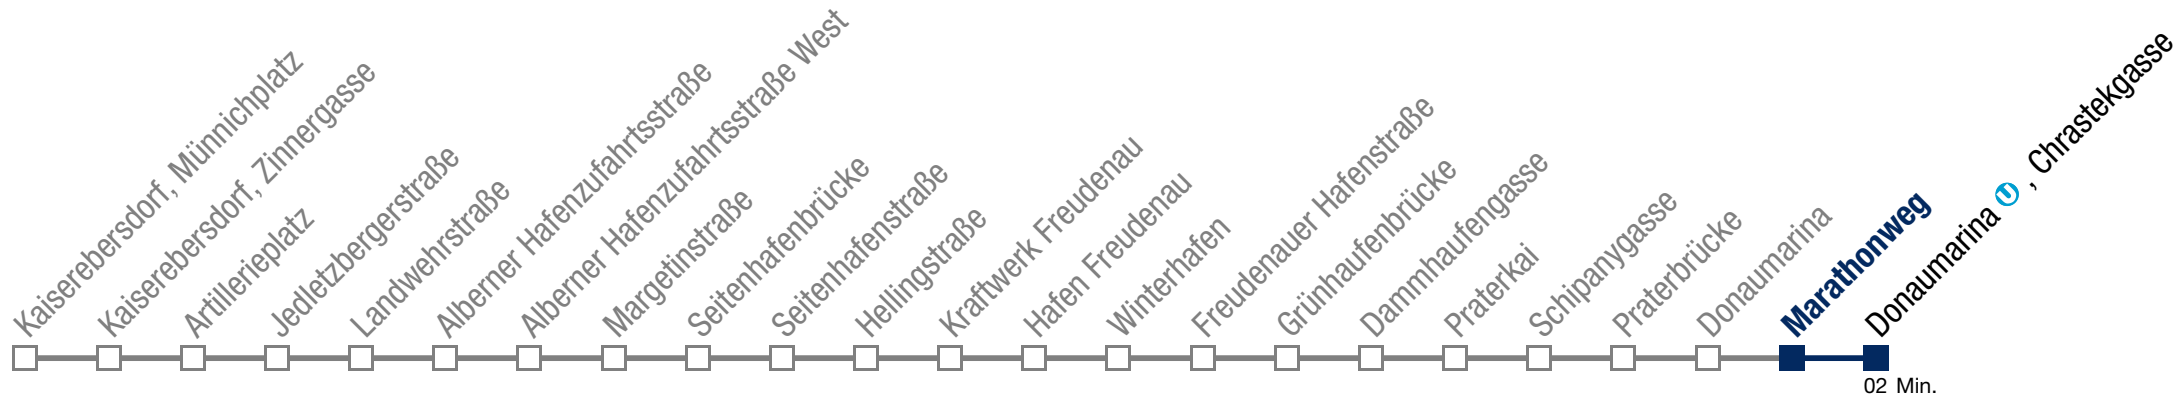 Kaiserebersdorf, Münnichplatz
Kaiserebersdorf, Zinnergasse
Artillerieplatz
Jedletzbergerstraße
Landwehrstraße
Alberner Hafenzufahrtsstraße
Alberner Hafenzufahrtsstraße West
Margetinstraße
Seitenhafenbrücke
Seitenhafenstraße
Hellingstraße
Kraftwerk Freudenau
Hafen Freudenau
Winterhafen
Freudenauer Hafenstraße
Grünhaufenbrücke
Dammhaufengasse
Praterkai
Schipanygasse
Praterbrücke
Donaumarina
Marathonweg
Donaumarina U, Chrastekgasse
02 Min.